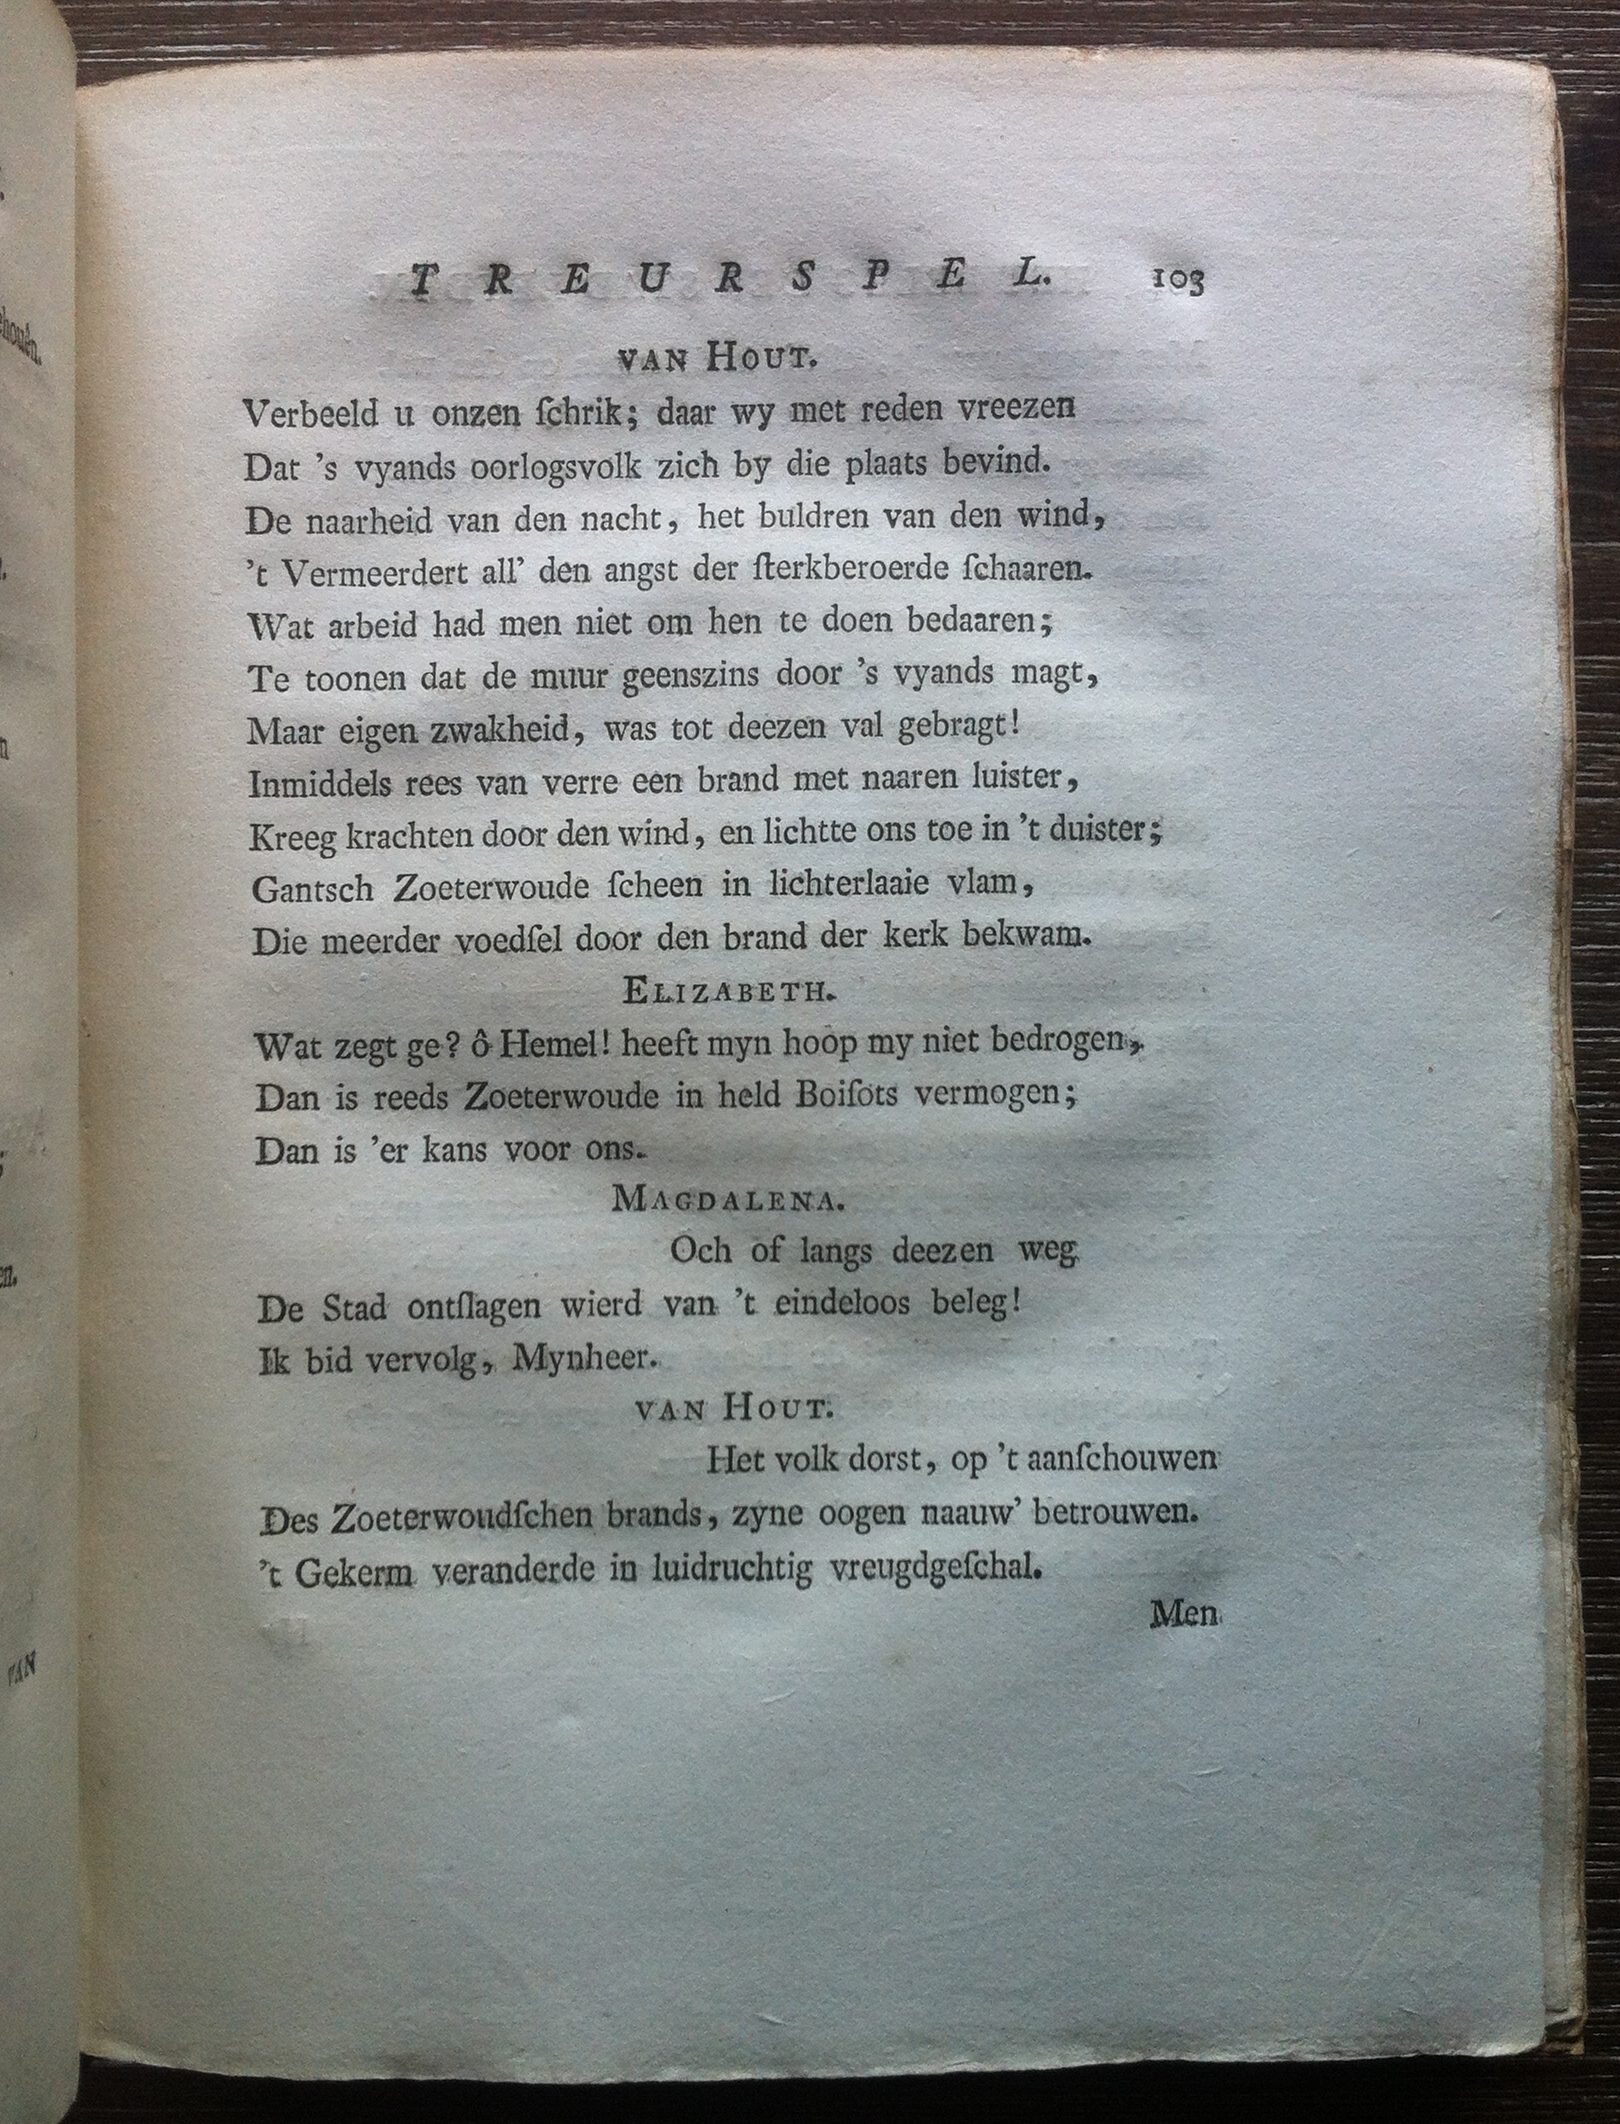 TREURSPEL. 103
VAN HOUT.
Verbeeld u onzen ſchrik; daar wy met reden vreezen
Dat 's vyands oorlogsvolk zich by die plaats bevind.
De naarheid van den nacht, het buldren van den wind,
't Vermeerdert all' den angst der ſterkberoerde ſchaaren.
Wat arbeid had men niet om hen te doen bedaaren;
Te toonen dat de muur geenszins door 's vyands magt,
Maar eigen zwakheid, was tot deezen val gebragt!
Inmiddels rees van verre een brand met naaren luister,
Kreeg krachten door den wind, en lichtte ons toe in 't duister;
Gantsch Zoeterwoude ſcheen in lichterlaaie vlam,
Die meerder voedſel door den brand der kerk bekwam.
ELIZABETH.
Wat zegt ge? ô Hemel! heeft myn hoop my niet bedrogen,
Dan is reeds Zoeterwoude in held Boiſots vermogen;
Dan is 'er kans voor ons.
MAGDALENA.
Och of langs deezen weg
De Stad ontſlagen wierd van 't eindeloos beleg!
Ik bid vervolg, Mynheer.
VAN HOUT.
Het volk dorst, op 't aanſchouwen
Des Zoeterwoudſchen brands, zyne oogen naauw' betrouwen.
't Gekerm veranderde in luidruchtig vreugdgeſchal.
Men
VAN